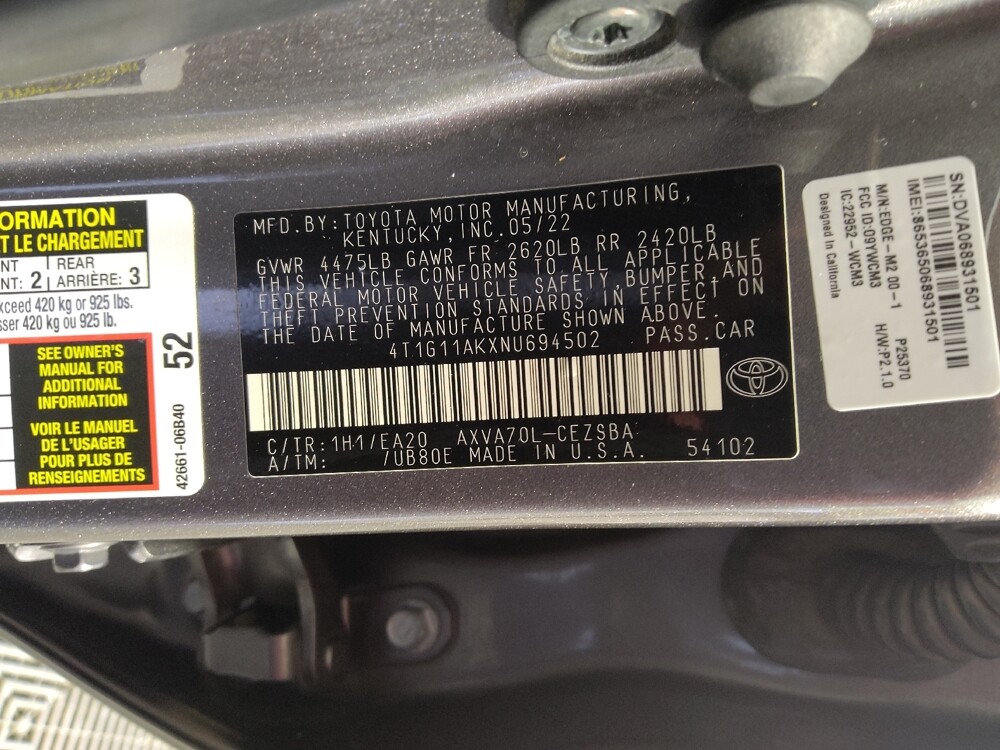 ORMATION
T LE CHARGEMENT
NT
NT: 2
REAR
ARRIÈRE: 3
xceed 420 kg or 925 lbs.
sser 420 kg ou 925 lb.
SEE OWNER'S
MANUAL FOR
ADDITIONAL
INFORMATION
VOIR LE MANUEL
DE L'USAGER
POUR PLUS DE
RENSEIGNEMENTS
52
42661-06B40
MFD.BY:TOYOTA MOTOR MANUFACTURING,
KENTUCKY, INC.05/22
GVWR 4475LB GAWR FR 2620LB RR 2420LB
THIS VEHICLE CONFORMS TO ALL APPLICABLE
FEDERAL MOTOR VEHICLE SAFETY,BUMPER,AND
THEFT PREVENTION STANDARDS IN EFFECT ON
THE DATE OF MANUFACTURE SHOWN ABOVE.
4T1G11AKXNU694502 PASS.CAR
C/TR:1H1/EA20 AXVA70L-CEZSBA
A/TM: /UB80E MADE IN U.S.A. 54102
SN:DVA068931501
IMEI:865365068931501
M/N:EDGE-M2 00-1 P25370
FCC ID:09YWCM3 H/W:P2.1.0
IC:22952-WCM3
Designed in California